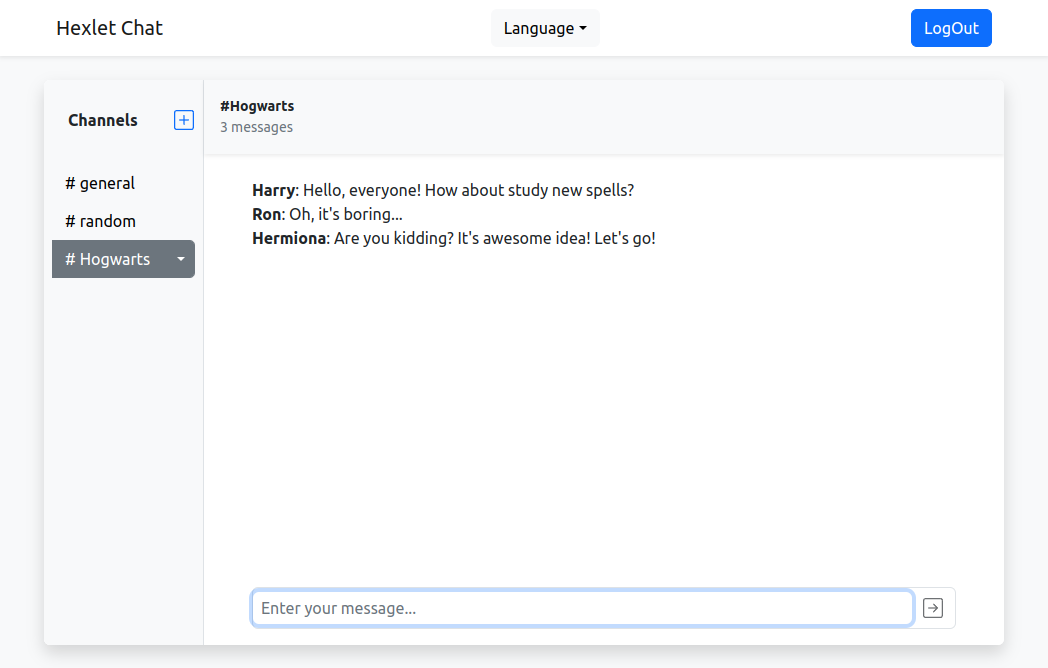 Hexlet Chat
Language
LogOut
Channels
# general
# random
# Hogwarts
#Hogwarts
3 messages
Harry: Hello, everyone! How about study new spells?
Ron: Oh, it's boring...
Hermiona: Are you kidding? It's awesome idea! Let's go!
Enter your message...